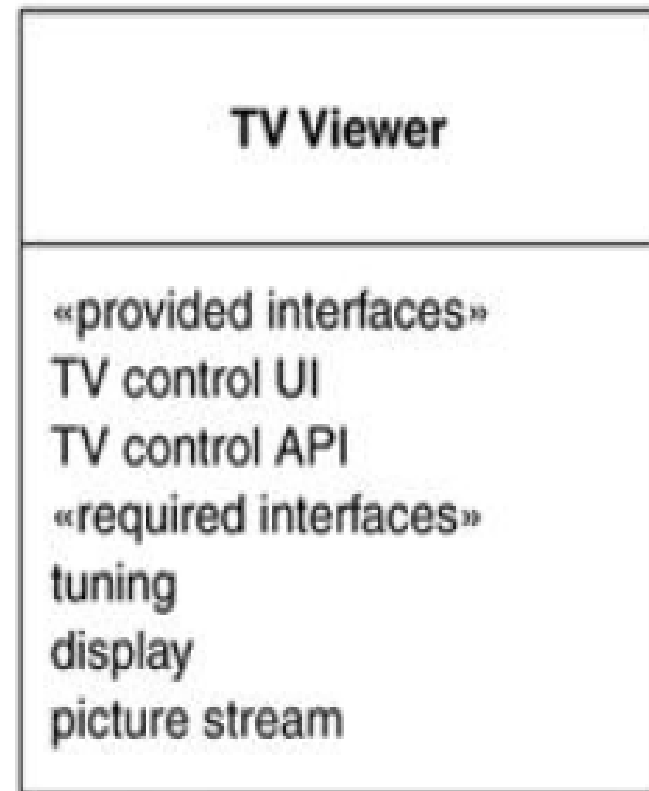 TV Viewer
«provided interfaces»
TV control UI
TV control API
«required interfaces»
tuning
display
picture stream